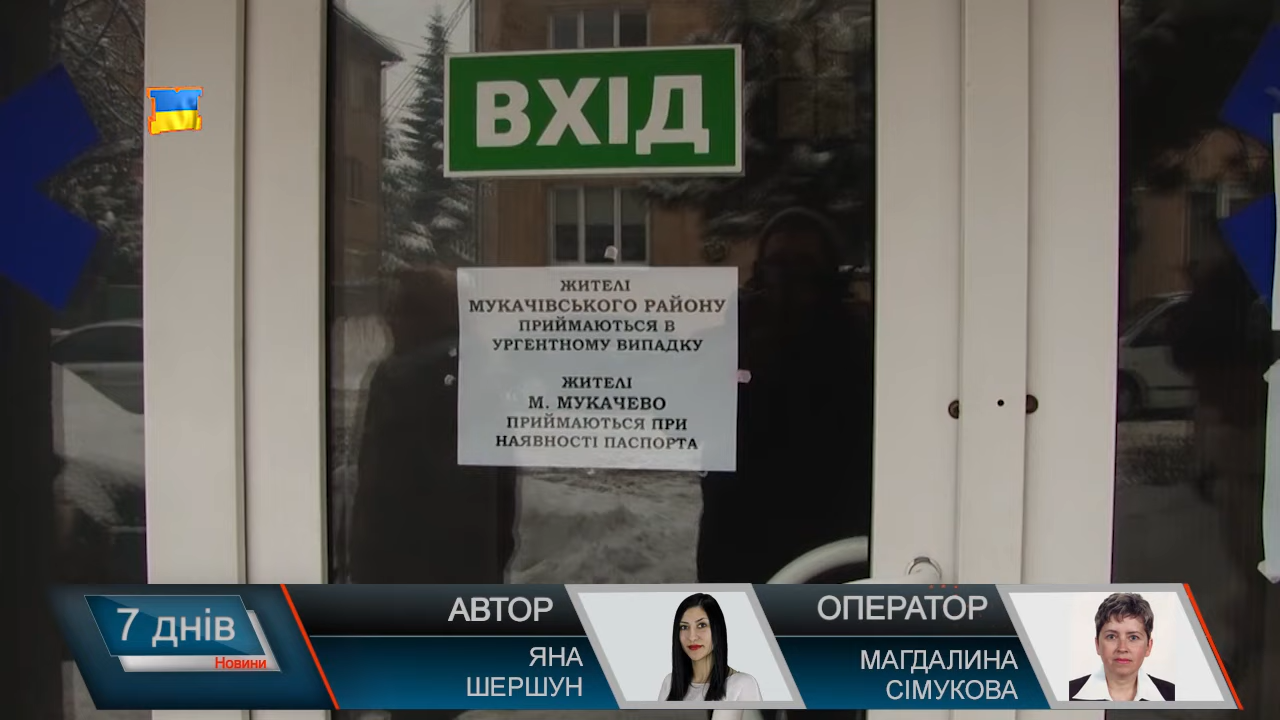 ВХІД
ЖИТЕЛІ
МУКАЧІВСЬКОГО РАЙОНУ
ПРИЙМАЮТЬСЯ В
УРГЕНТНОМУ ВИПАДКУ
ЖИТЕЛІ
М. МУКАЧЕВО
ПРИЙМАЮТЬСЯ ПРИ
НАЯВНОСТІ ПАСПОРТА
7 днів
Новини
АВТОР
ЯНА
ШЕРШУН
ОПЕРАТОР
МАГДАЛИНА
СІМУКОВА